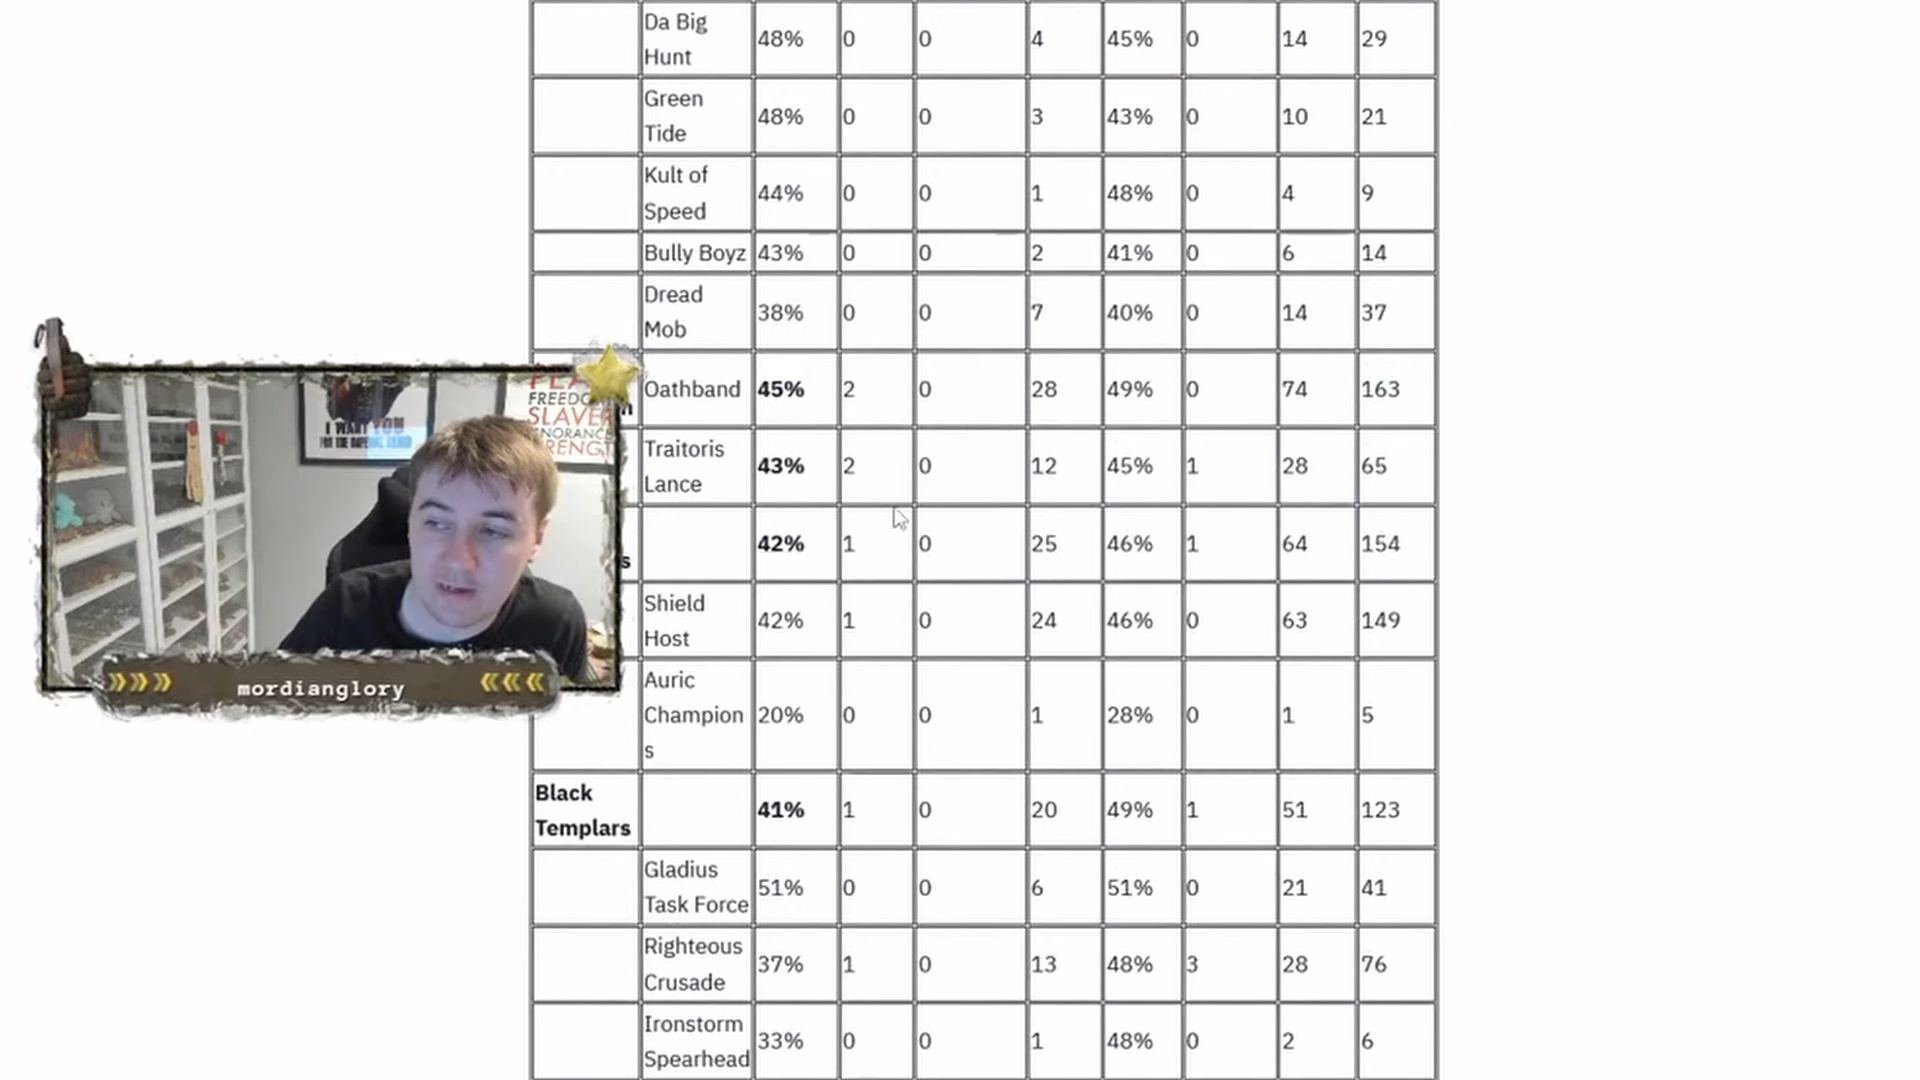 Da Big
Hunt
48% 0 0 4 45% 0 14 29
Green
Tide
48% 0 0 3 43% 0 10 21
Kult of
Speed
44% 0 0 1 48% 0 4 9
Bully Boyz 43% 0 0 2 41% 0 6 14
Dread
Mob
38% 0 0 7 40% 0 14 37
Oathband 45% 2 0 28 49% 0 74 163
n
Traitoris
Lance
43% 2 0 12 45% 1 28 65
42% 1 0 25 46% 1 64 154
s
Shield
Host
42% 1 0 24 46% 0 63 149
Auric
Champion
s
20% 0 0 1 28% 0 1 5
Black
Templars
41% 1 0 20 49% 1 51 123
Gladius
Task Force
51% 0 0 6 51% 0 21 41
Righteous
Crusade
37% 1 0 13 48% 3 28 76
Ironstorm
Spearhead
33% 0 0 1 48% 0 2 6
I WANT YOU
FOR THE
mordianglory